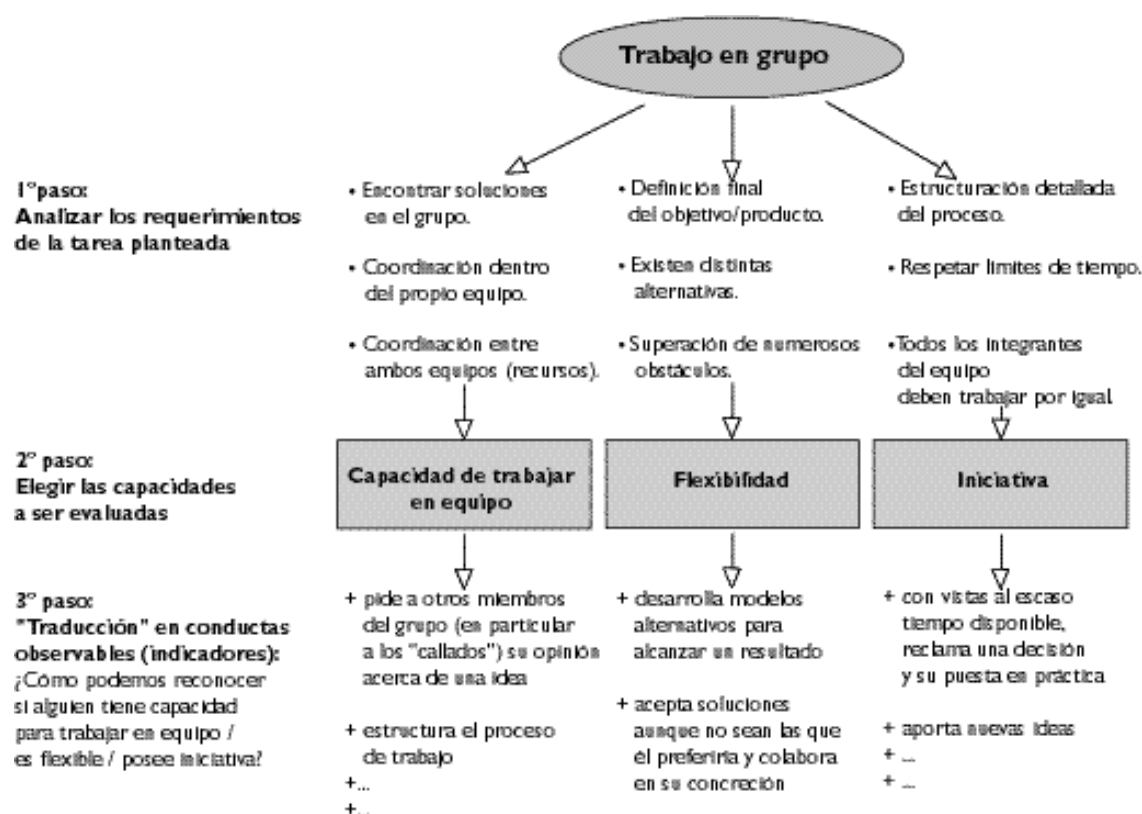 Trabajo en grupo
1º paso:
Analizar los requerimientos
de la tarea planteada
• Encontrar soluciones
en el grupo.
• Coordinación dentro
del propio equipo.
• Coordinación entre
ambos equipos (recursos).
• Definición final
del objetivo/producto.
• Existen distintas
alternativas.
• Superación de numerosos
obstáculos.
• Estructuración detallada
del proceso.
• Respetar limites de tiempo.
• Todos los integrantes
del equipo
deben trabajar por igual.
2º paso:
Elegir las capacidades
a ser evaluadas
Capacidad de trabajar
en equipo
Flexibilidad
Iniciativa
3º paso:
"Traducción" en conductas
observables (indicadores):
¿Cómo podemos reconocer
si alguien tiene capacidad
para trabajar en equipo /
es flexible / posee iniciativa?
+ pide a otros miembros
del grupo (en particular
a los "callados") su opinión
acerca de una idea
+ estructura el proceso
de trabajo
+...
+...
+ desarrolla modelos
alternativos para
alcanzar un resultado
+ acepta soluciones
aunque no sean las que
él preferiria y colabora
en su concreción
+ con vistas al escaso
tiempo disponible,
reclama una decisión
y su puesta en práctica
+ aporta nuevas ideas
+ ...
+ ...